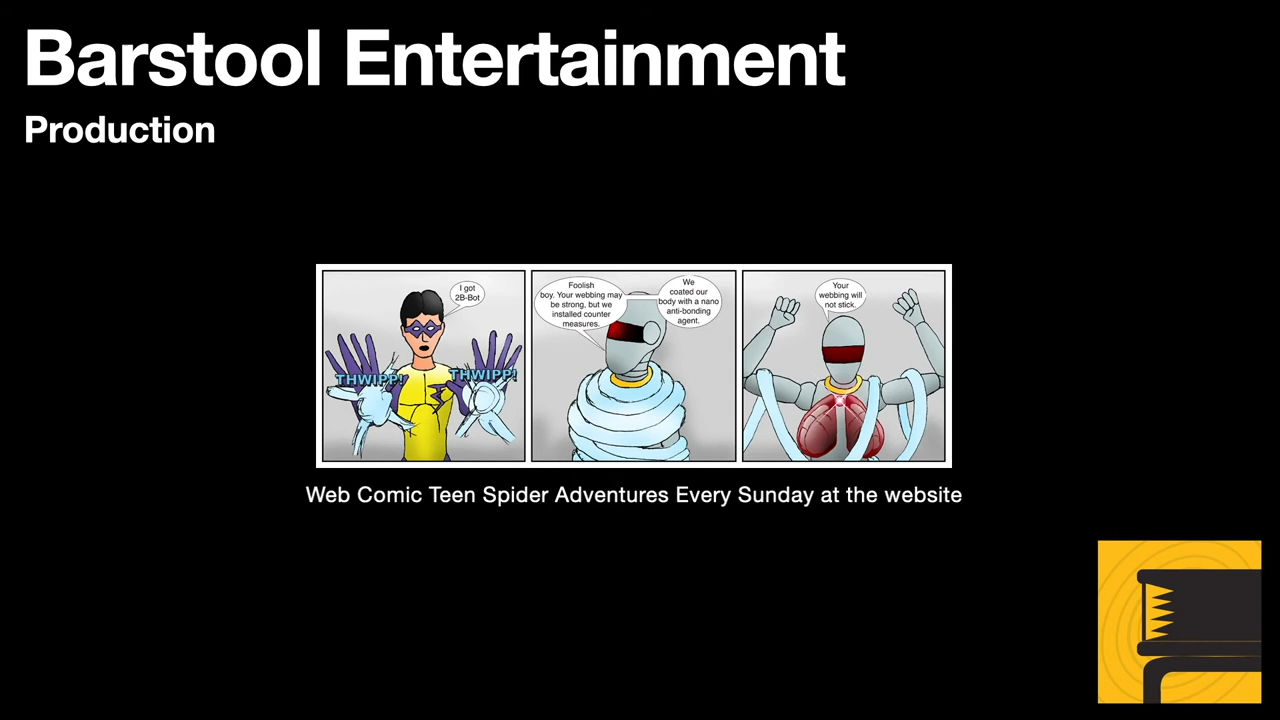 Barstool Entertainment
Production
I got
2B-Bot
THWIPP!
THWIPP!
Foolish
boy. Your webbing may
be strong, but we
installed counter
measures.
We
coated our
body with a nano
anti-bonding
agent.
Your
webbing will
not stick.
Web Comic Teen Spider Adventures Every Sunday at the website